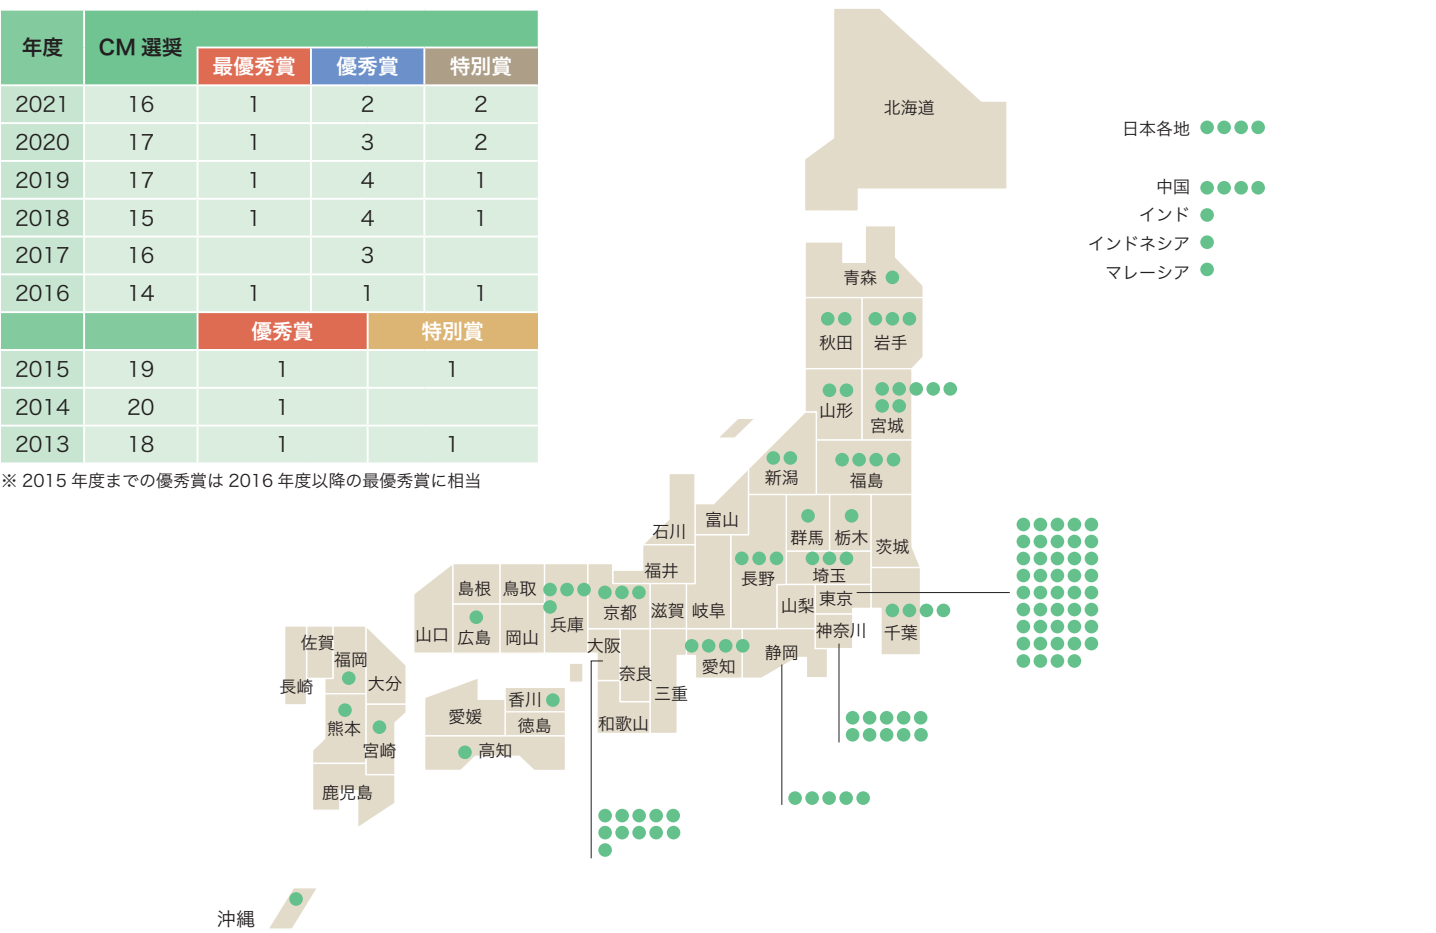 年度 CM 選奨
最優秀賞 優秀賞 特別賞
2021 16 1 2 2
2020 17 1 3 2
2019 17 1 4 1
2018 15 1 4 1
2017 16 3
2016 14 1 1 1
優秀賞 特別賞
2015 19 1 1
2014 20 1
2013 18 1 1
※ 2015 年度までの優秀賞は 2016 年度以降の最優秀賞に相当
北海道
日本各地
中国
インド
インドネシア
マレーシア
青森
秋田 岩手
山形
宮城
新潟 福島
石川 富山
群馬 栃木 茨城
福井 長野 埼玉
島根 鳥取
兵庫 京都 滋賀 岐阜 山梨 東京
山口 広島 岡山
神奈川 千葉
大阪 奈良 三重 愛知 静岡
和歌山
佐賀 福岡
長崎 大分
熊本 宮崎
鹿児島
愛媛 香川
徳島
高知
沖縄